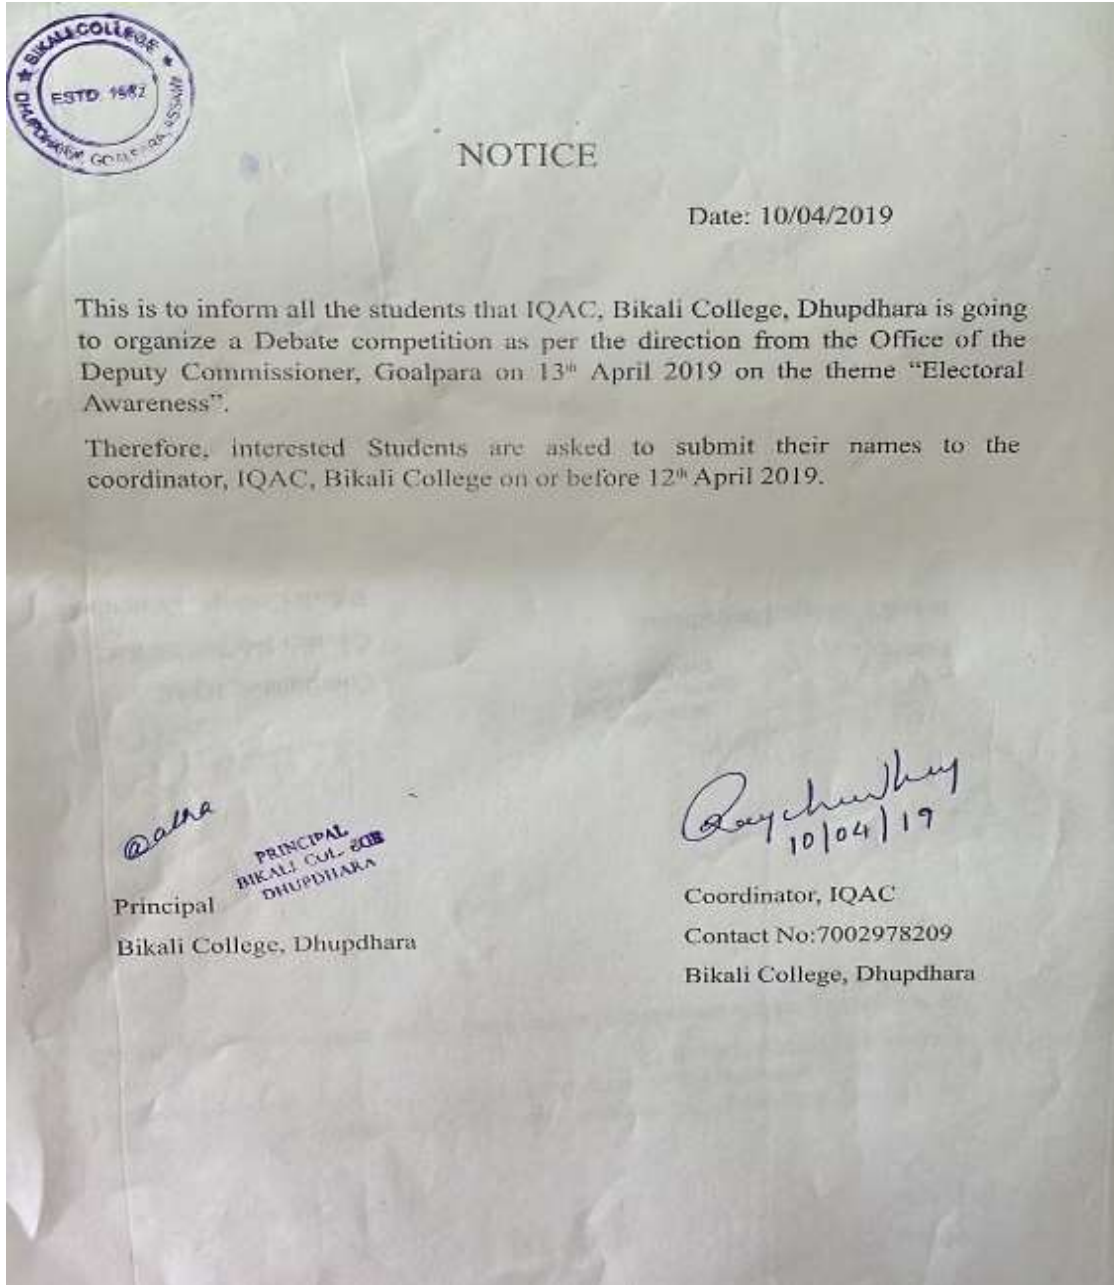 ★ BIKALI COLLEGE ★
DHUPDHARA, GOALPARA, ASSAM
ESTD. 1982
NOTICE
Date: 10/04/2019
This is to inform all the students that IQAC, Bikali College, Dhupdhara is going
to organize a Debate competition as per the direction from the Office of the
Deputy Commissioner, Goalpara on 13th April 2019 on the theme “Electoral
Awareness”.
Therefore, interested Students are asked to submit their names to the
coordinator, IQAC, Bikali College on or before 12th April 2019.
10/04/19
PRINCIPAL
BIKALI COLLEGE
DHUPDHARA
Principal
Bikali College, Dhupdhara
Coordinator, IQAC
Contact No:7002978209
Bikali College, Dhupdhara